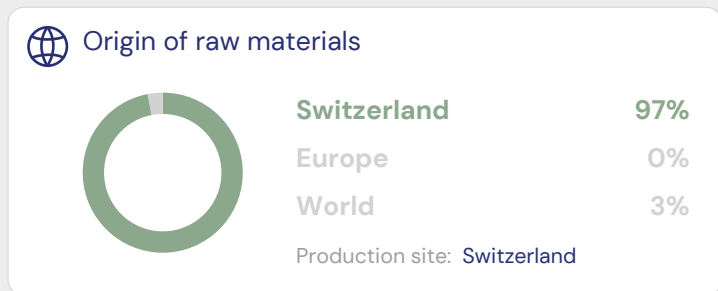 Origin of raw materials
Switzerland 97%
Europe 0%
World 3%
Production site: Switzerland